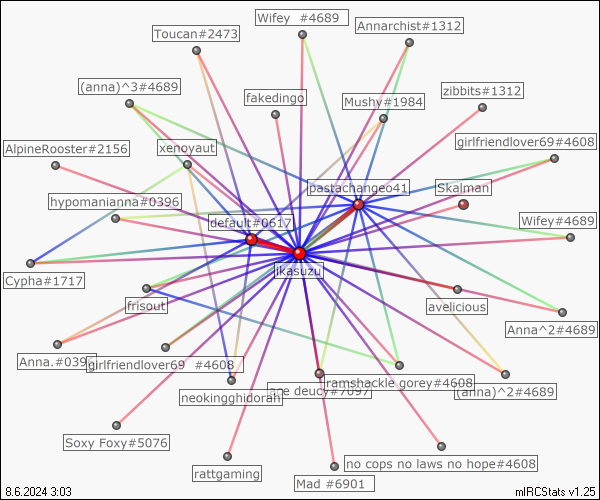 Wifey  #4689
Annarchist#1312
Toucan#2473
(anna)^3#4689
zibbits#1312
fakedingo
Mushy#1984
girlfriendlover69#4608
AlpineRooster#2156
xenoyaut
pastachangeo41
Skalman
hypomanianna#0396
default#0617
Wifey#4689
likasuzu
Cypha#1717
frisout
avelicious
Anna^2#4689
Anna.#0396
girlfriendlover69  #4608
ramshackle gorey#4608
ace deucy#7097
(anna)^2#4689
neokingghidorah
Soxy Foxy#5076
no cops no laws no hope#4608
rattgaming
Mad  #6901
8.6.2024 3:03
mIRCStats v1.25